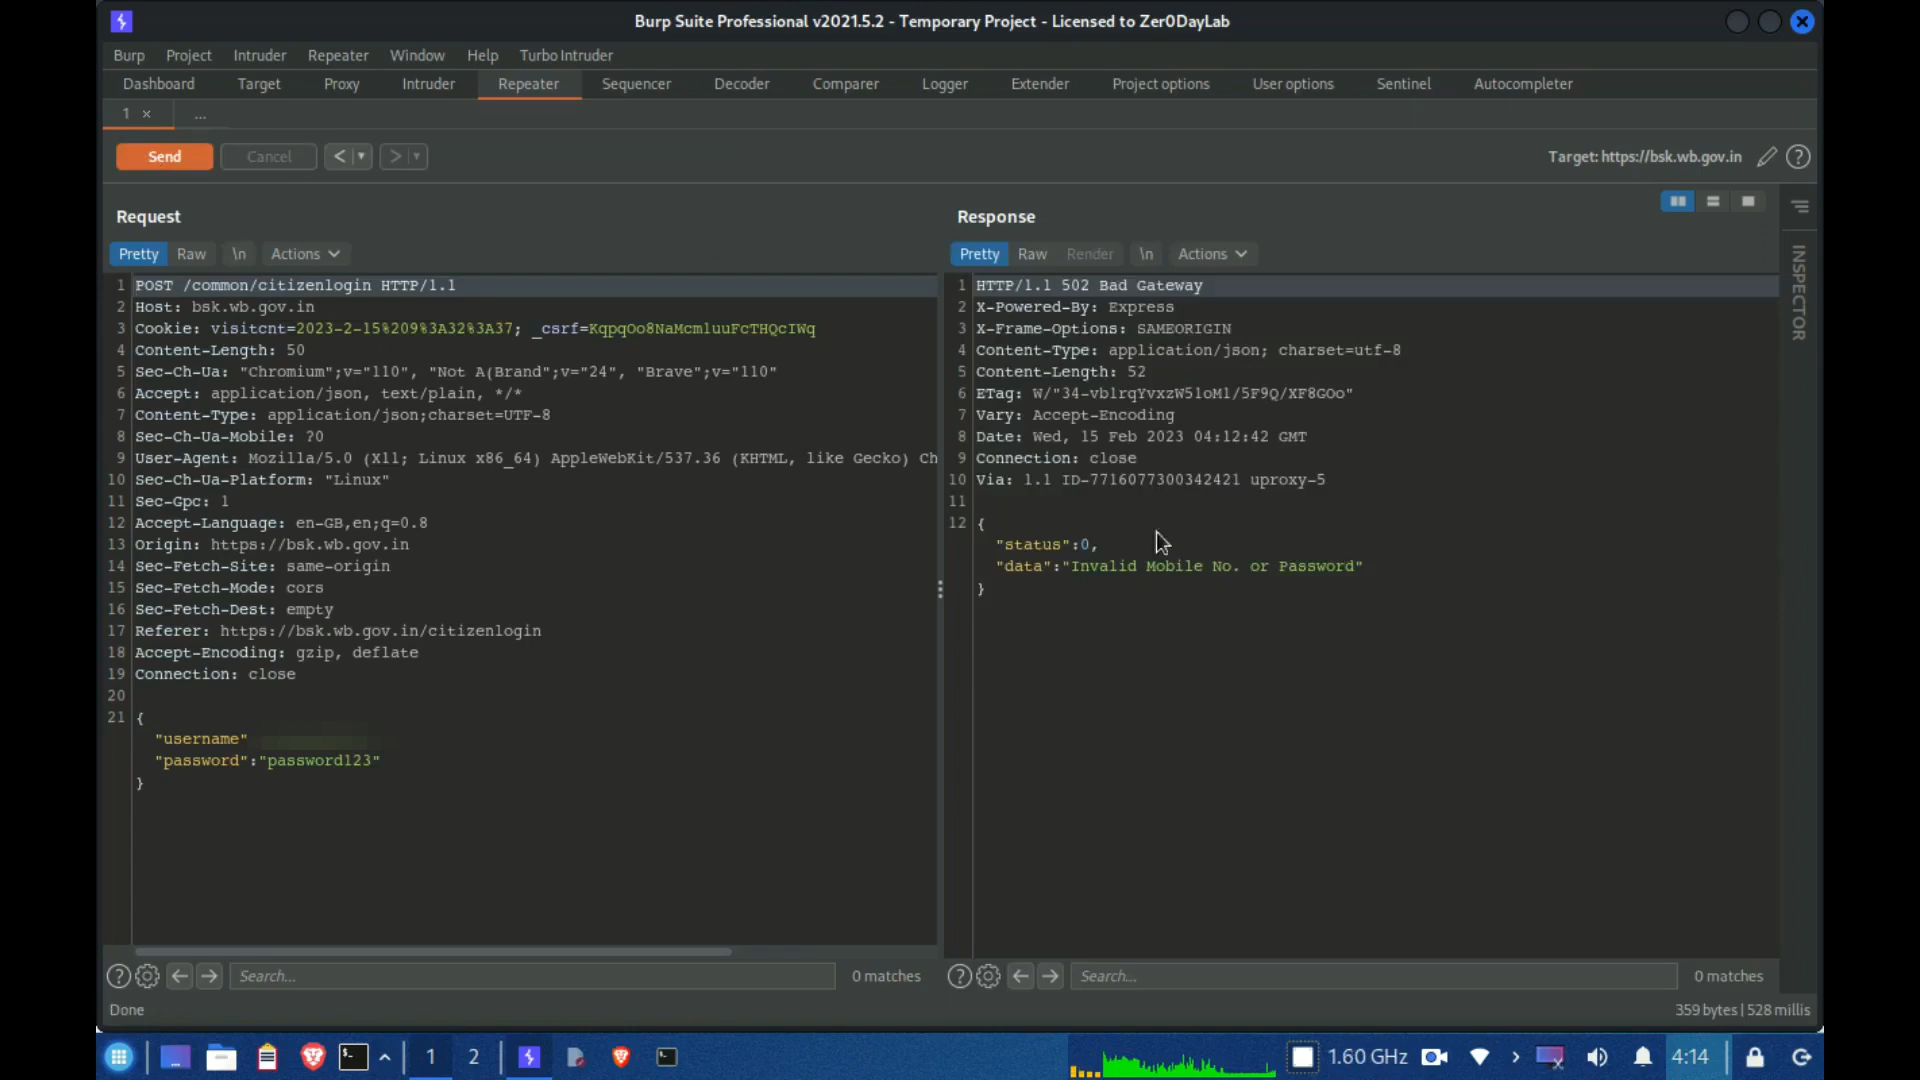 Burp Suite Professional v2021.5.2 - Temporary Project - Licensed to Zer0DayLab
Burp Project Intruder Repeater Window Help Turbo Intruder
Dashboard Target Proxy Intruder Repeater Sequencer Decoder Comparer Logger Extender Project options User options Sentinel Autocompleter
1 × ...
Send Cancel < > Target: https://bsk.wb.gov.in
Request
Pretty Raw \n Actions
1 POST /common/citizenlogin HTTP/1.1
2 Host: bsk.wb.gov.in
3 Cookie: visitcnt=2023-2-15%209%3A32%3A37; _csrf=KqpqOo8NaMcmluuFcTHQcIWq
4 Content-Length: 50
5 Sec-Ch-Ua: "Chromium";v="110", "Not A(Brand";v="24", "Brave";v="110"
6 Accept: application/json, text/plain, */*
7 Content-Type: application/json;charset=UTF-8
8 Sec-Ch-Ua-Mobile: ?0
9 User-Agent: Mozilla/5.0 (X11; Linux x86_64) AppleWebKit/537.36 (KHTML, like Gecko) Ch
10 Sec-Ch-Ua-Platform: "Linux"
11 Sec-Gpc: 1
12 Accept-Language: en-GB,en;q=0.8
13 Origin: https://bsk.wb.gov.in
14 Sec-Fetch-Site: same-origin
15 Sec-Fetch-Mode: cors
16 Sec-Fetch-Dest: empty
17 Referer: https://bsk.wb.gov.in/citizenlogin
18 Accept-Encoding: gzip, deflate
19 Connection: close
20
21 {
"username"
"password":"password123"
}
Search... 0 matches
Done
Response
Pretty Raw Render \n Actions
1 HTTP/1.1 502 Bad Gateway
2 X-Powered-By: Express
3 X-Frame-Options: SAMEORIGIN
4 Content-Type: application/json; charset=utf-8
5 Content-Length: 52
6 ETag: W/"34-vblrqYvxzW51oMl/5F9Q/XF8GOo"
7 Vary: Accept-Encoding
8 Date: Wed, 15 Feb 2023 04:12:42 GMT
9 Connection: close
10 Via: 1.1 ID-7716077300342421 uproxy-5
11
12 {
"status":0,
"data":"Invalid Mobile No. or Password"
}
Search... 0 matches
359 bytes | 528 millis
INSPECTOR
1 2 1.60 GHz 4:14